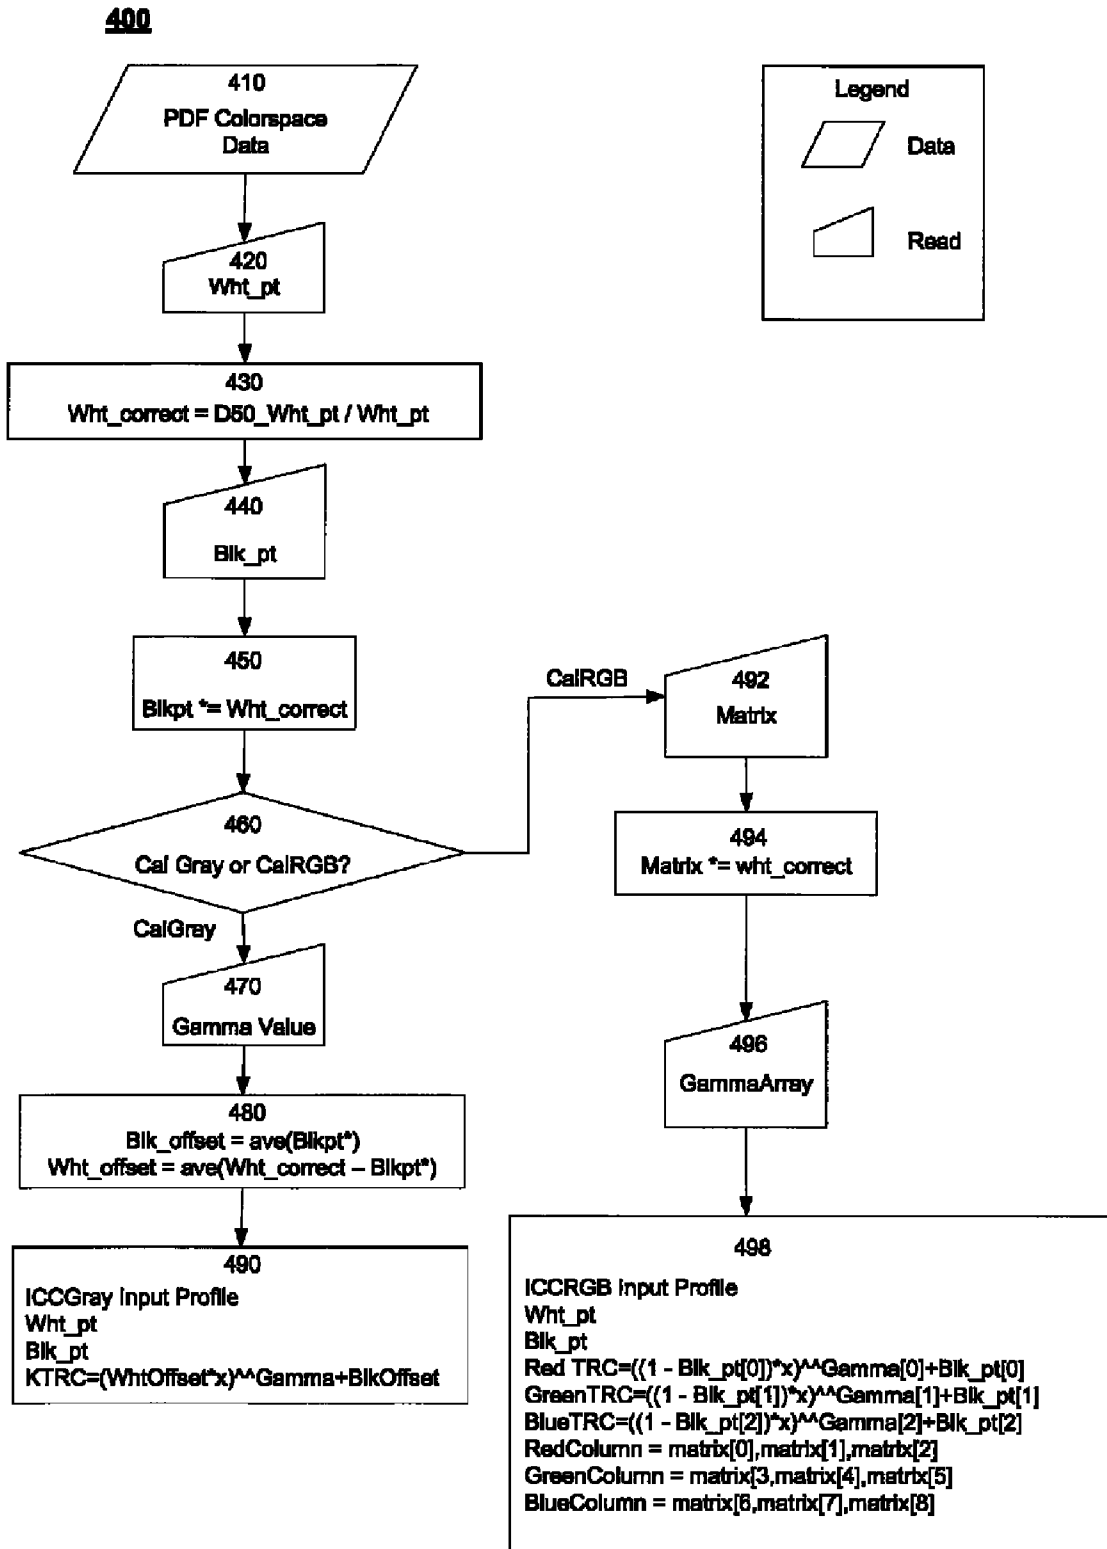 400
410
PDF Colorspace
Data
Legend
Data
Read
420
Wht_pt
430
Wht_correct = D50_Wht_pt / Wht_pt
440
Blk_pt
450
Blkpt *= Wht_correct
460
Cal Gray or CalRGB?
CalRGB
492
Matrix
494
Matrix *= wht_correct
CalGray
470
Gamma Value
496
GammaArray
480
Blk_offset = ave(Blkpt*)
Wht_offset = ave(Wht_correct – Blkpt*)
490
ICCGray Input Profile
Wht_pt
Blk_pt
KTRC=(WhtOffset*x)^^Gamma+BlkOffset
498
ICCRGB Input Profile
Wht_pt
Blk_pt
Red TRC=((1 - Blk_pt[0])*x)^^Gamma[0]+Blk_pt[0]
GreenTRC=((1 - Blk_pt[1])*x)^^Gamma[1]+Blk_pt[1]
BlueTRC=((1 - Blk_pt[2])*x)^^Gamma[2]+Blk_pt[2]
RedColumn = matrix[0],matrix[1],matrix[2]
GreenColumn = matrix[3,matrix[4],matrix[5]
BlueColumn = matrix[6,matrix[7],matrix[8]